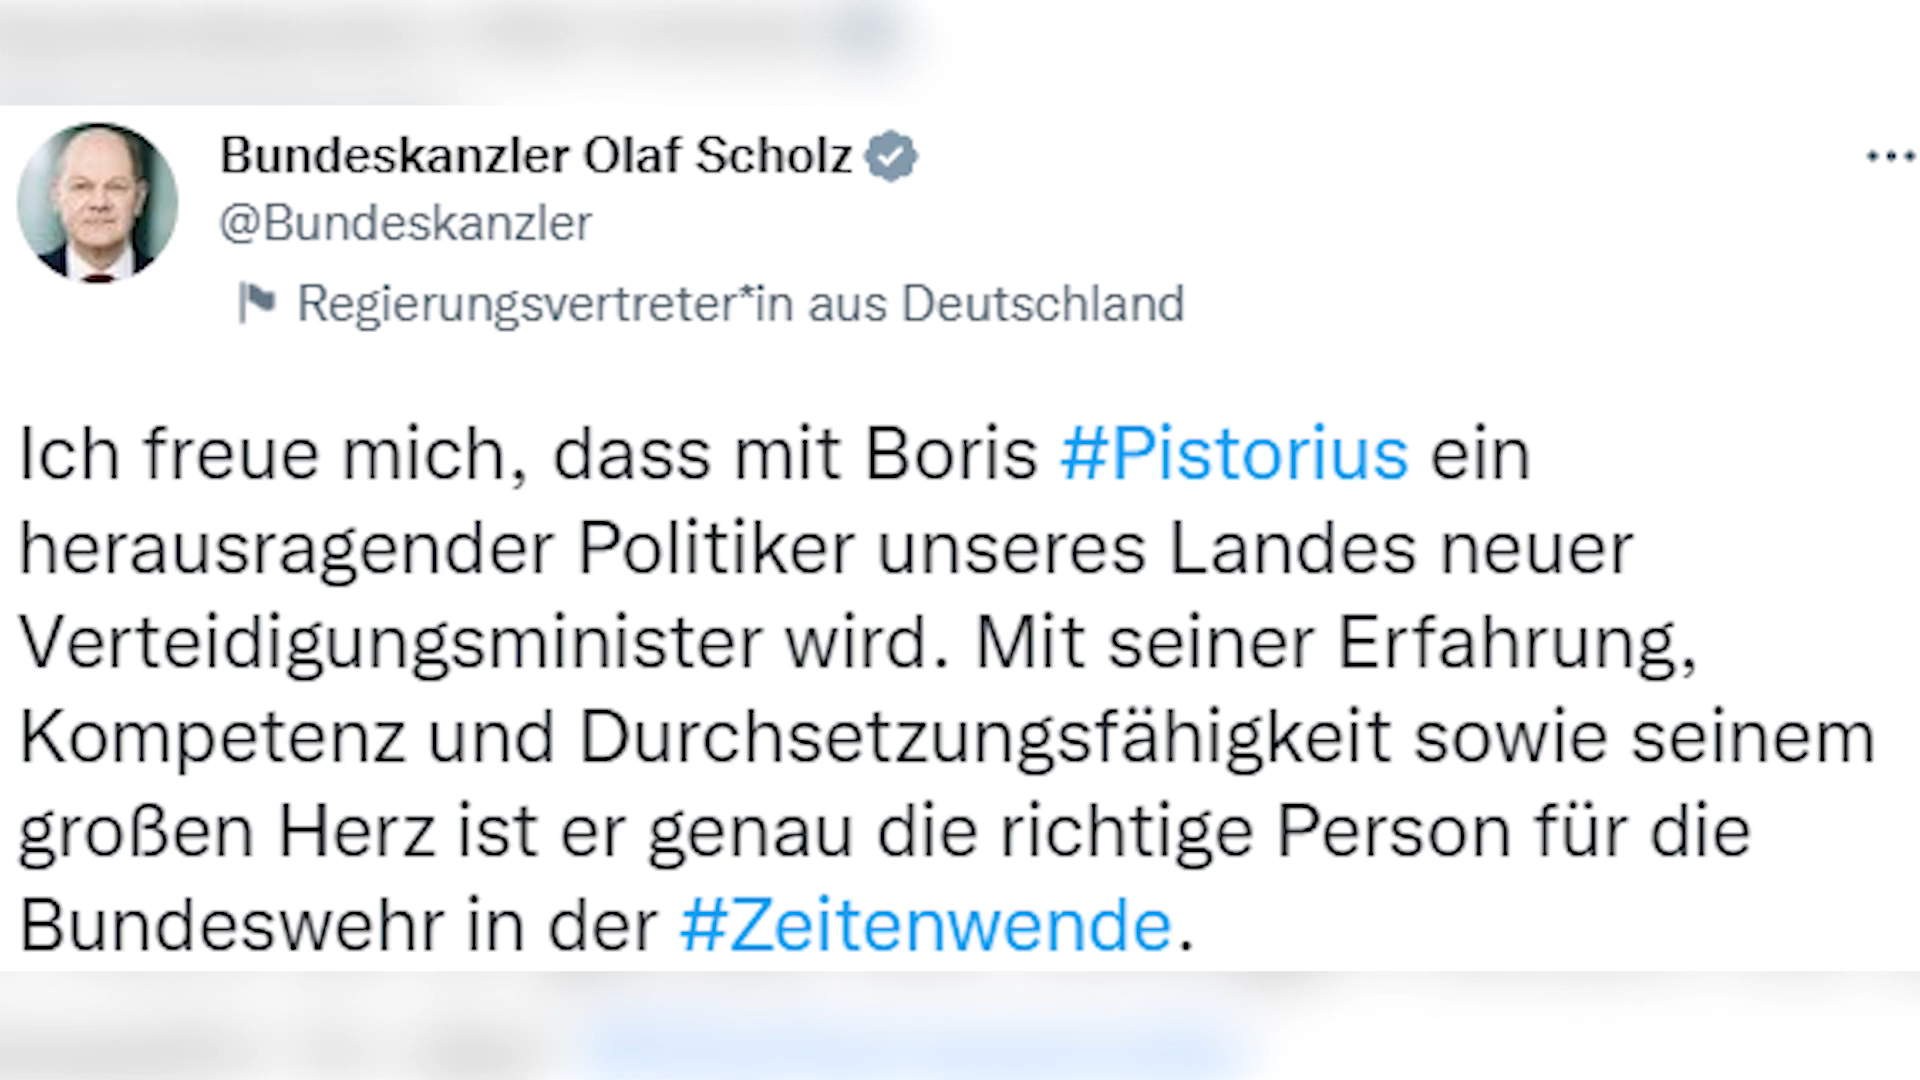 Bundeskanzler Olaf Scholz
@Bundeskanzler
Regierungsvertreter*in aus Deutschland
Ich freue mich, dass mit Boris #Pistorius ein
herausragender Politiker unseres Landes neuer
Verteidigungsminister wird. Mit seiner Erfahrung,
Kompetenz und Durchsetzungsfähigkeit sowie seinem
großen Herz ist er genau die richtige Person für die
Bundeswehr in der #Zeitenwende.